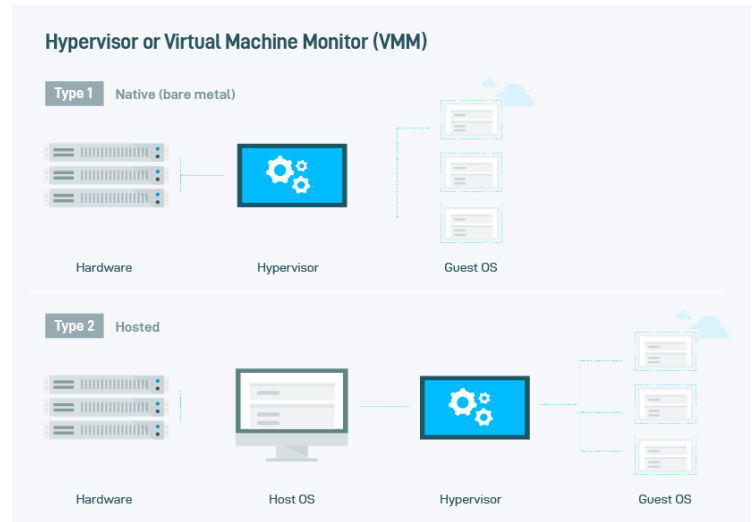 Hypervisor or Virtual Machine Monitor (VMM)
Type 1 Native (bare metal)
Hardware Hypervisor Guest OS
Type 2 Hosted
Hardware Host OS Hypervisor Guest OS